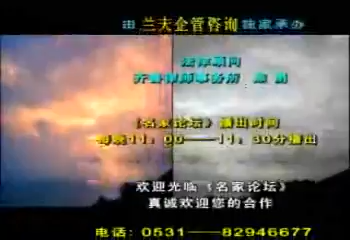 由 兰天企管咨询 独家承办
法律顾问
齐鲁律师事务所
《名家论坛》播出时间
每晚11：00——11：30分播出
欢迎光临《名家论坛》
真诚欢迎您的合作
电话：0531——82946677